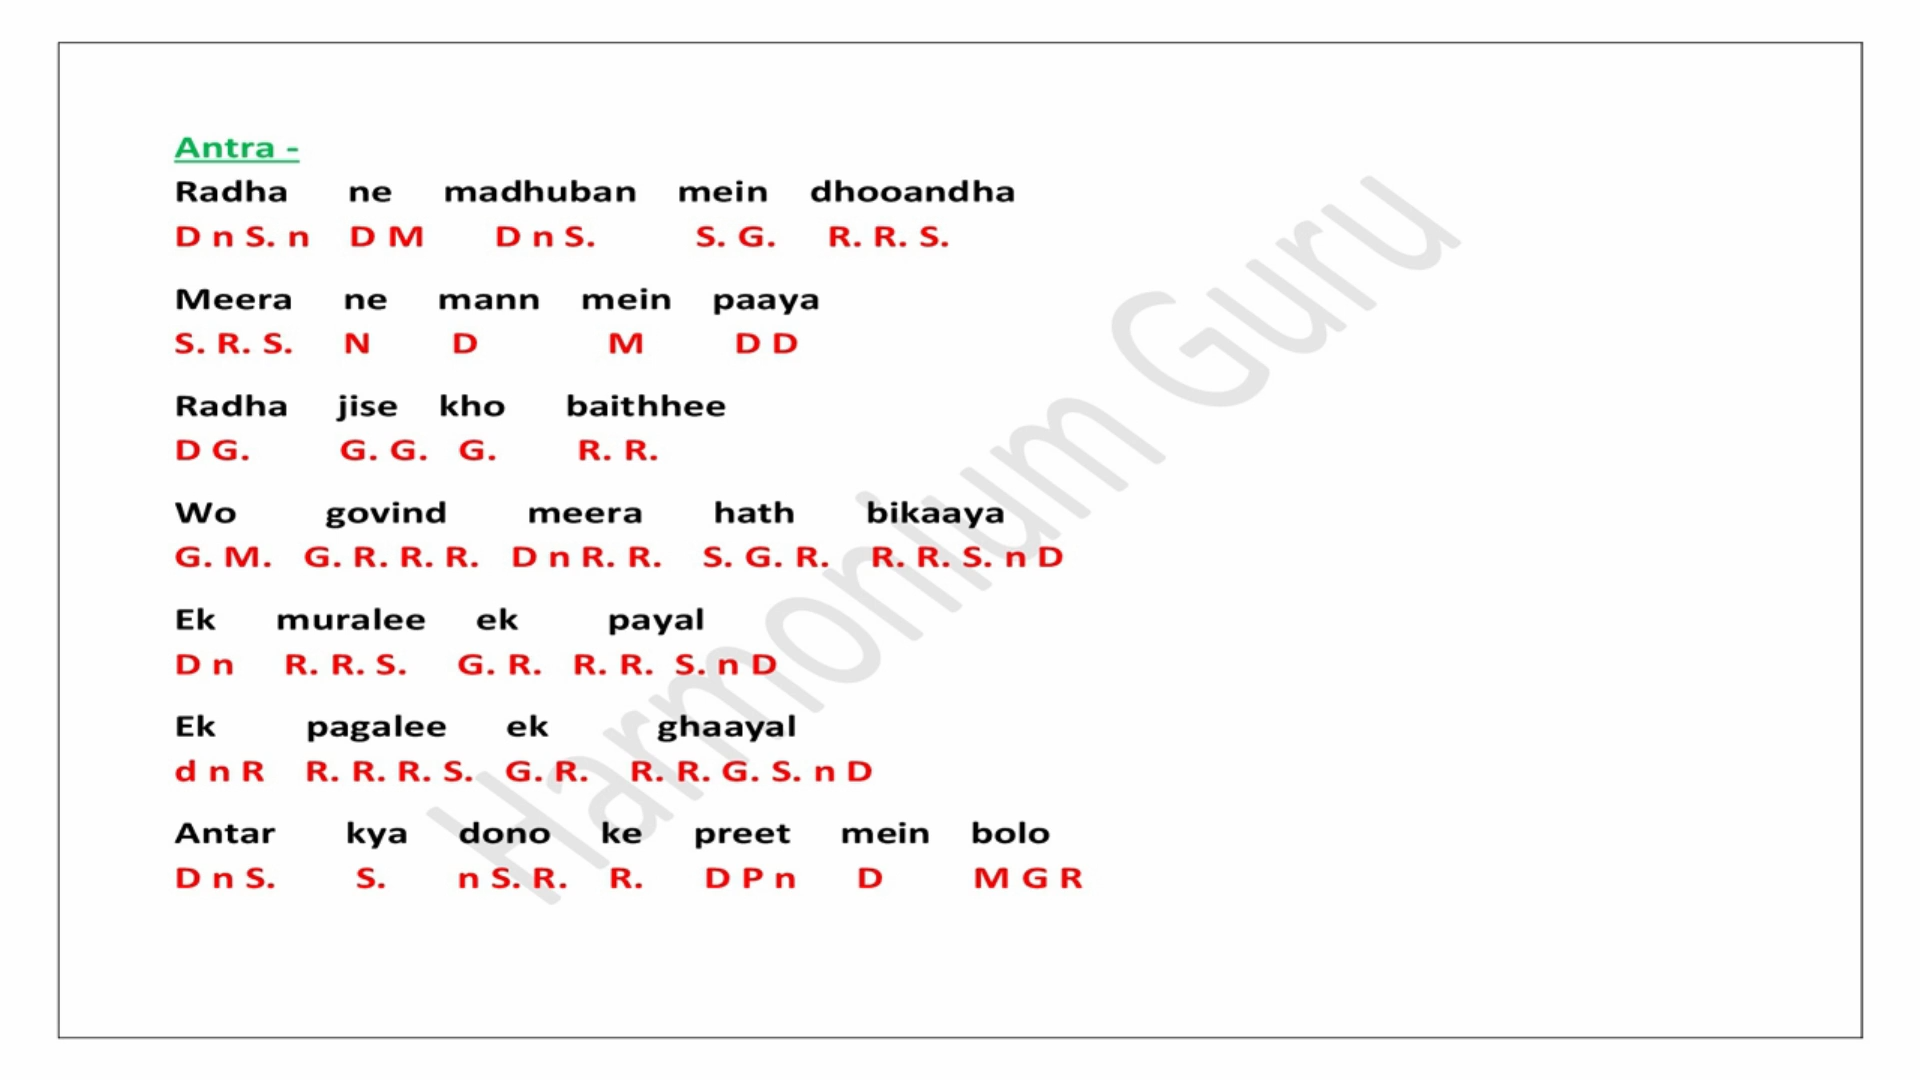 Antra -
Radha ne madhuban mein dhooandha
D n S. n D M D n S. S. G. R. R. S.
Meera ne mann mein paaya
S. R. S. N D M D D
Radha jise kho baithhee
D G. G. G. G. R. R.
Wo govind meera hath bikaaya
G. M. G. R. R. R. D n R. R. S. G. R. R. R. S. n D
Ek muralee ek payal
D n R. R. S. G. R. R. R. S. n D
Ek pagalee ek ghaayal
d n R R. R. R. S. G. R. R. R. G. S. n D
Antar kya dono ke preet mein bolo
D n S. S. n S. R. R. D P n D M G R
Harmonium Guru